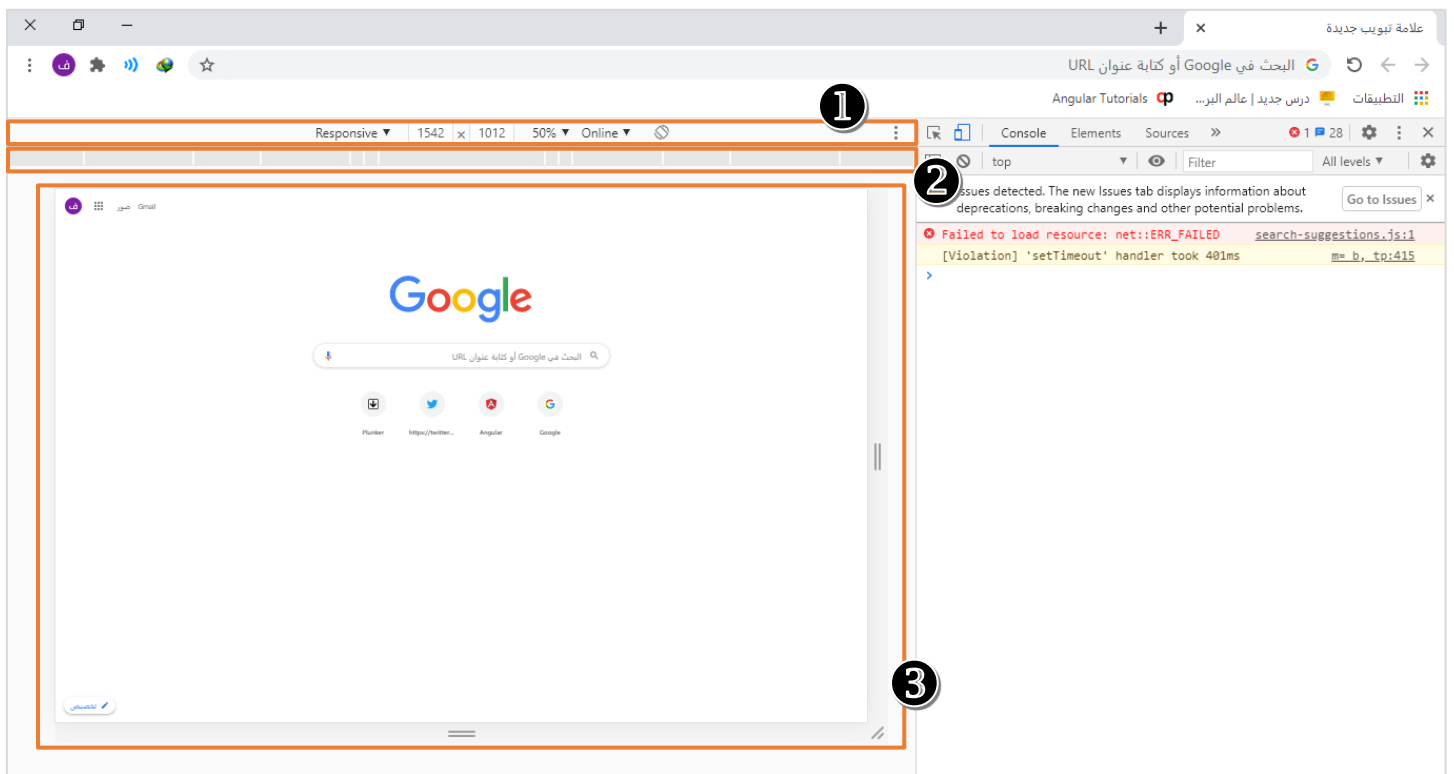 علامة تبويب جديدة
البحث في Google أو كتابة عنوان URL
ف
التطبيقات درس جديد | عالم البر... Angular Tutorials
1
Responsive ▼ 1542 x 1012 50% ▼ Online ▼
Console Elements Sources » 1 28
2
top ▼ Filter All levels ▼
ssues detected. The new Issues tab displays information about
deprecations, breaking changes and other potential problems.
Go to Issues
Failed to load resource: net::ERR_FAILED search-suggestions.js:1
[Violation] 'setTimeout' handler took 401ms m= b, tp:415
>
Gmail صور ف
Google
البحث في Google أو كتابة عنوان URL
Plunker https://twitter... Angular Google
3
تخصيص